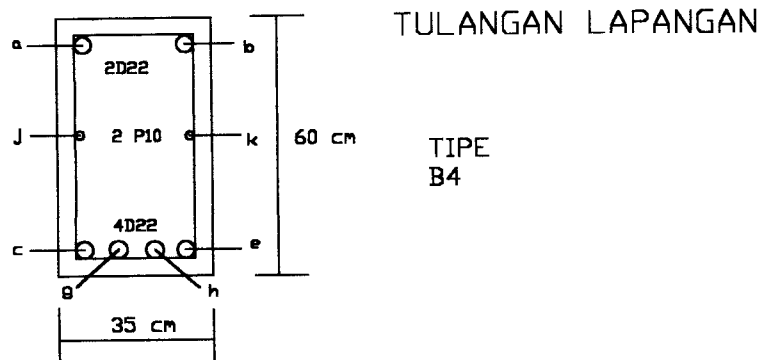 TULANGAN LAPANGAN
a
b
2D22
j
2 P10
k
60 cm
TIPE
B4
4D22
c
e
g
h
35 cm